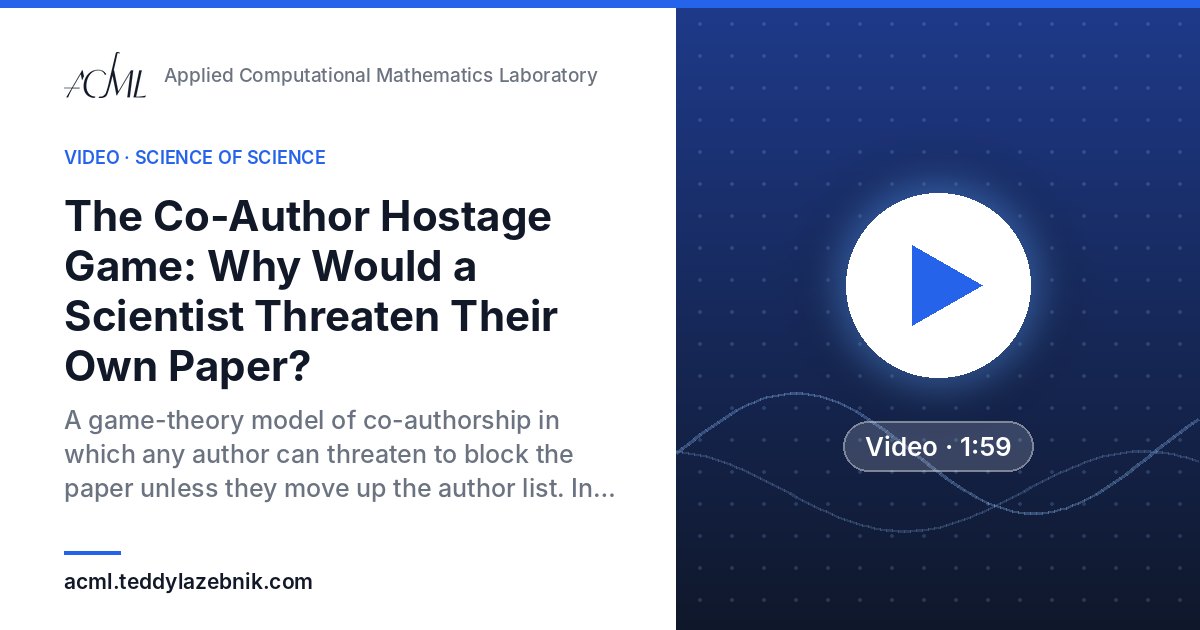 ACML Applied Computational Mathematics Laboratory
VIDEO · SCIENCE OF SCIENCE
The Co-Author Hostage
Game: Why Would a
Scientist Threaten Their
Own Paper?
A game-theory model of co-authorship in
which any author can threaten to block the
paper unless they move up the author list. In...
acml.teddylazebnik.com
Video · 1:59